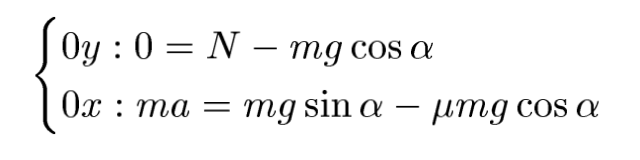 0y : 0 = N − mg cos α
0x : ma = mg sin α − μmg cos α